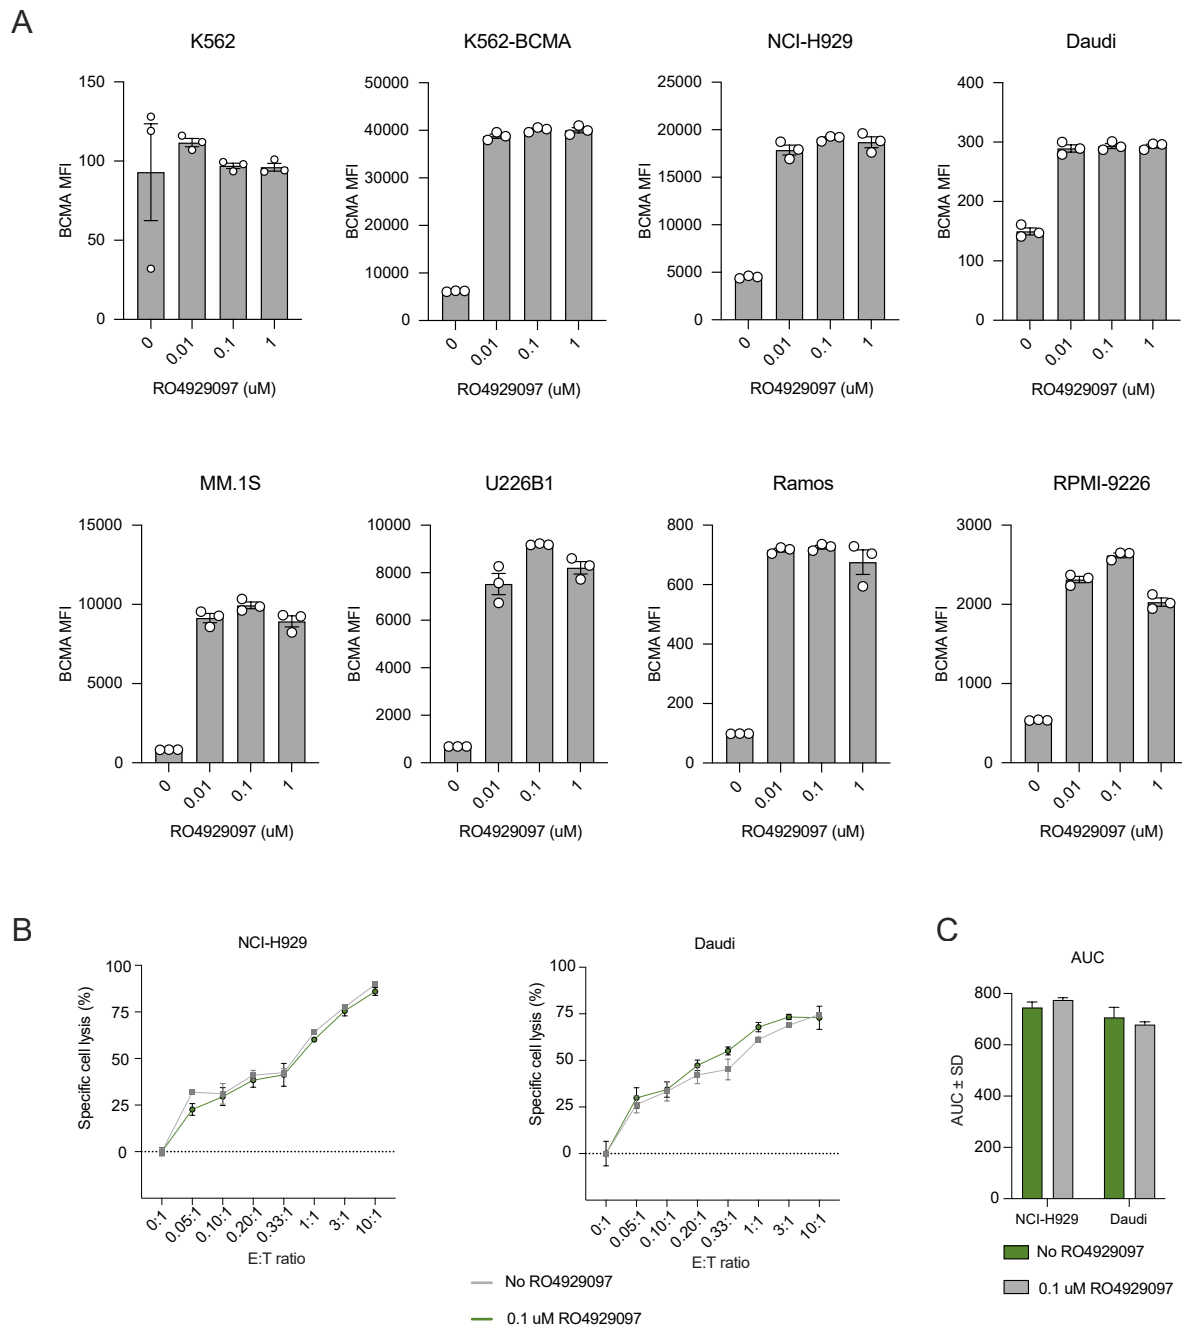 A
K562
K562-BCMA
NCI-H929
Daudi
BCMA MFI
150
100
50
0
0
0.01
0.1
1
RO4929097 (uM)
BCMA MFI
50000
40000
30000
20000
10000
0
0
0.01
0.1
1
RO4929097 (uM)
BCMA MFI
25000
20000
15000
10000
5000
0
0
0.01
0.1
1
RO4929097 (uM)
BCMA MFI
400
300
200
100
0
0
0.01
0.1
1
RO4929097 (uM)
MM.1S
U226B1
Ramos
RPMI-9226
BCMA MFI
15000
10000
5000
0
0
0.01
0.1
1
RO4929097 (uM)
BCMA MFI
10000
8000
6000
4000
2000
0
0
0.01
0.1
1
RO4929097 (uM)
BCMA MFI
800
600
400
200
0
0
0.01
0.1
1
RO4929097 (uM)
BCMA MFI
3000
2000
1000
0
0
0.01
0.1
1
RO4929097 (uM)
B
NCI-H929
Specific cell lysis (%)
100
75
50
25
0
0:1
0.05:1
0.10:1
0.20:1
0.33:1
1:1
3:1
10:1
E:T ratio
Daudi
Specific cell lysis (%)
100
75
50
25
0
0:1
0.05:1
0.10:1
0.20:1
0.33:1
1:1
3:1
10:1
E:T ratio
No RO4929097
0.1 uM RO4929097
C
AUC
AUC ± SD
800
600
400
200
0
NCI-H929
Daudi
No RO4929097
0.1 uM RO4929097